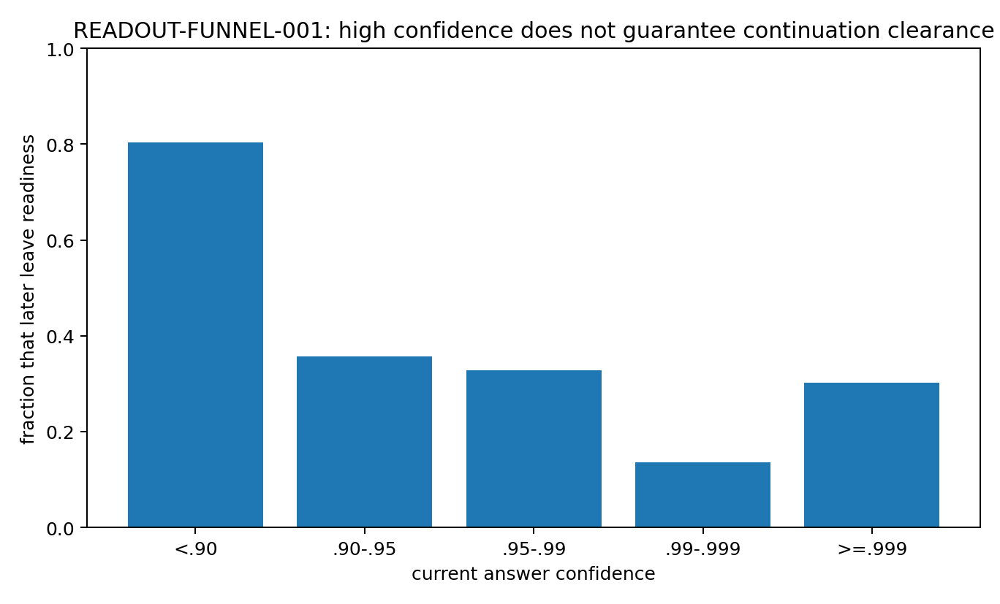 READOUT-FUNNEL-001: high confidence does not guarantee continuation clearance
fraction that later leave readiness
1.0
0.8
0.6
0.4
0.2
0.0
<.90 .90-.95 .95-.99 .99-.999 >=.999
current answer confidence